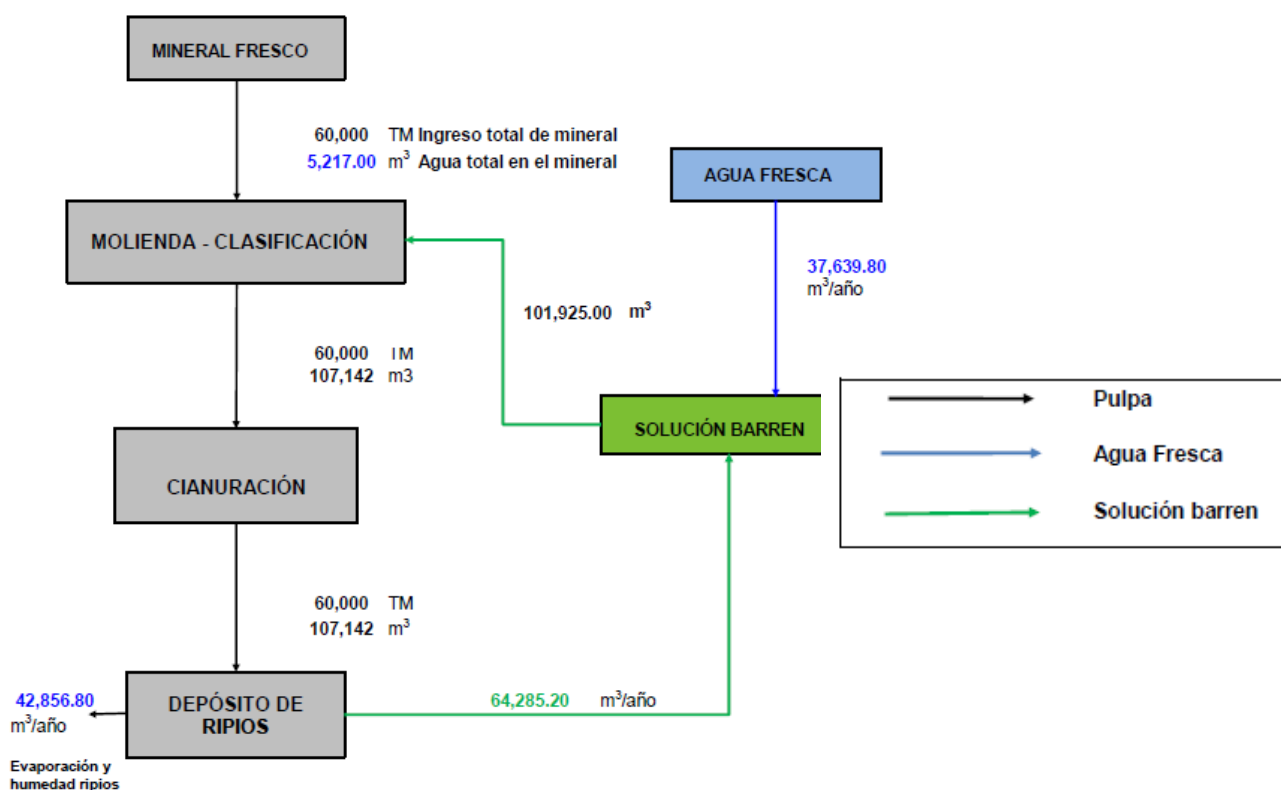 MINERAL FRESCO
60,000 TM Ingreso total de mineral
5,217.00 m³ Agua total en el mineral
AGUA FRESCA
MOLIENDA - CLASIFICACIÓN
37,639.80
m³/año
101,925.00 m³
60,000 IM
107,142 m3
Pulpa
Agua Fresca
Solución barren
SOLUCIÓN BARREN
CIANURACIÓN
60,000 TM
107,142 m³
42,856.80
m³/año
DEPÓSITO DE
RIPIOS
64,285.20 m³/año
Evaporación y
humedad ripios